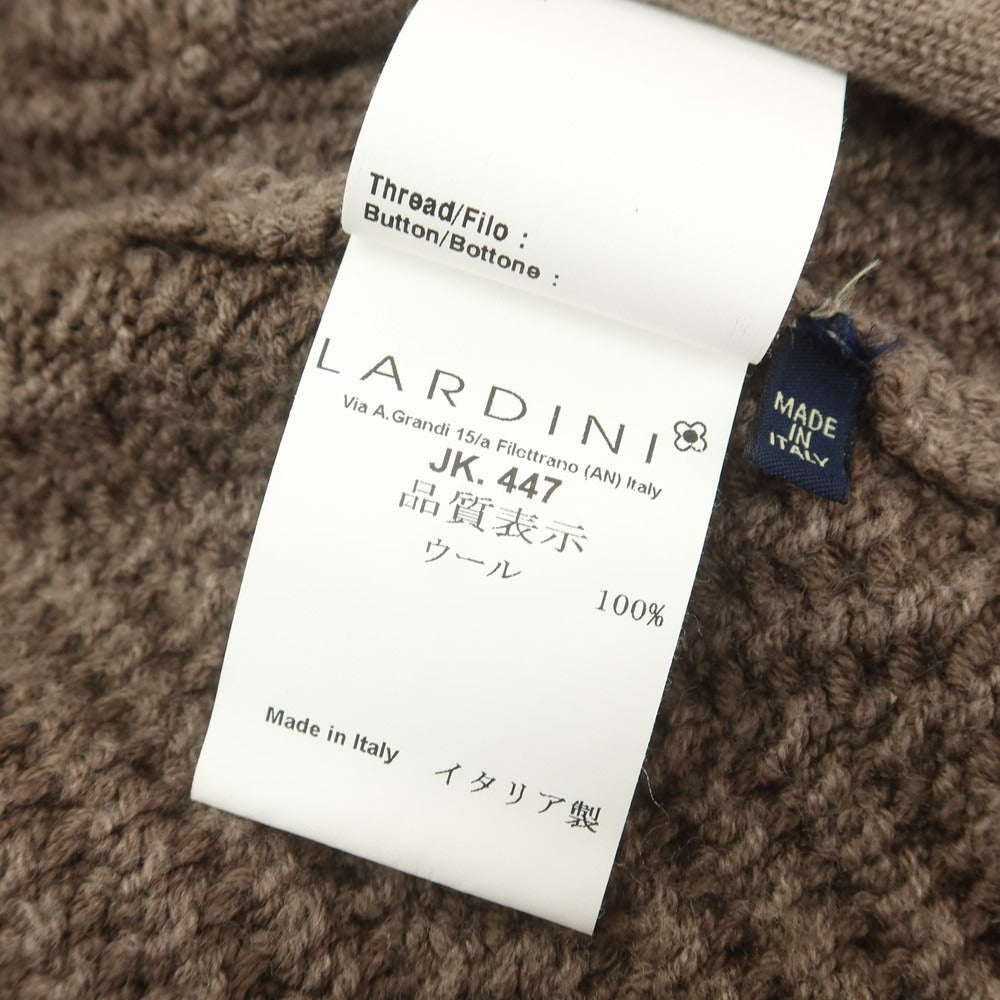 Thread/Filo :
Button/Bottone :
LARDINI
Via A.Grandi 15/a Filottrano (AN) Italy
JK. 447
品質表示
ウール
100%
Made in Italy
イタリア製
MADE
IN
ITALY